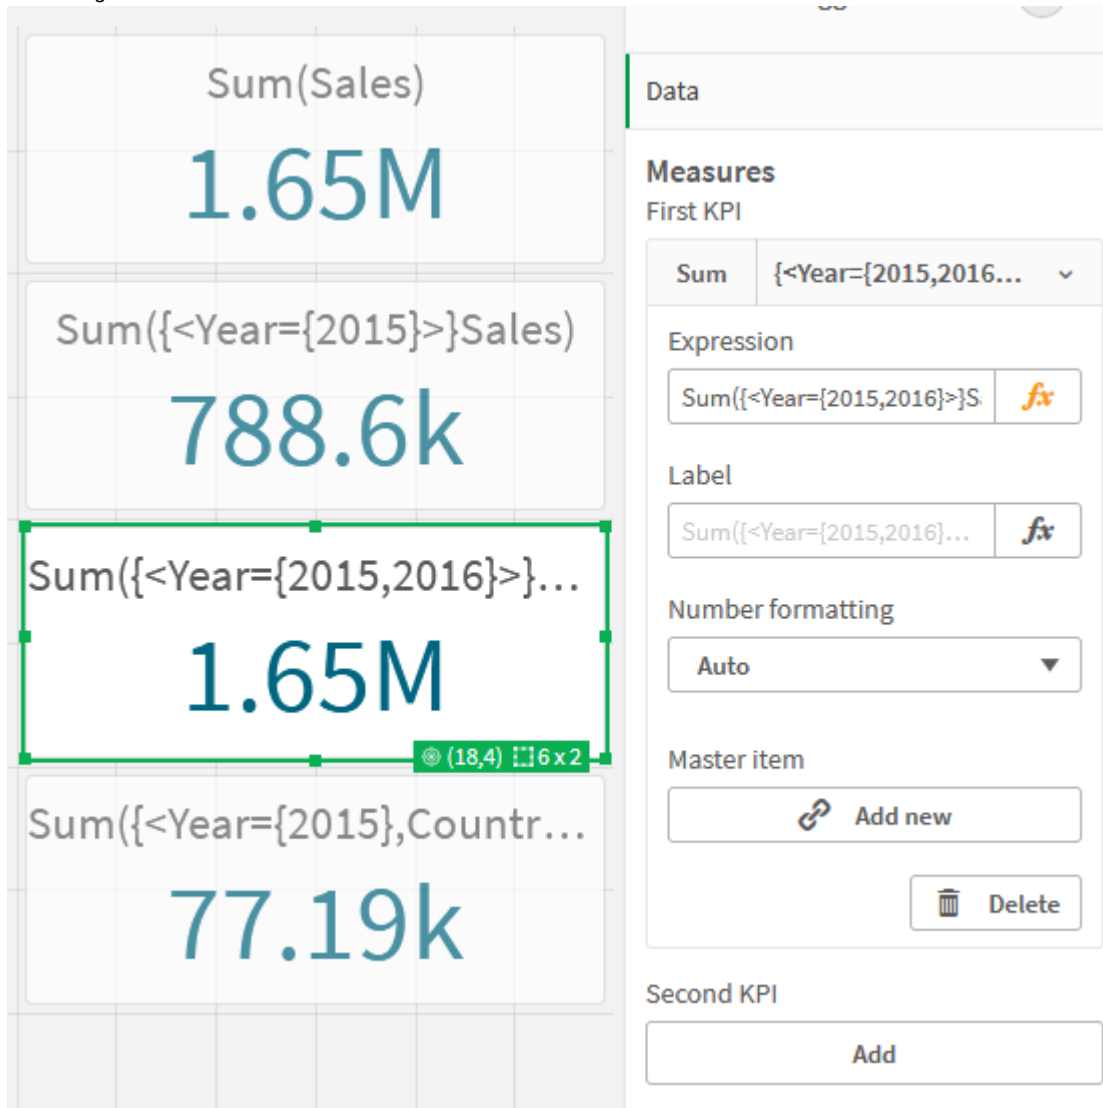 Sum(Sales)
1.65M
Sum({<Year={2015}>}Sales)
788.6k
Sum({<Year={2015,2016}>}...
1.65M
(18,4) 6 x 2
Sum({<Year={2015},Countr...
77.19k
Data
Measures
First KPI
Sum {<Year={2015,2016...
Expression
Sum({<Year={2015,2016}>}S
fx
Label
Sum({<Year={2015,2016}...
fx
Number formatting
Auto
Master item
Add new
Delete
Second KPI
Add